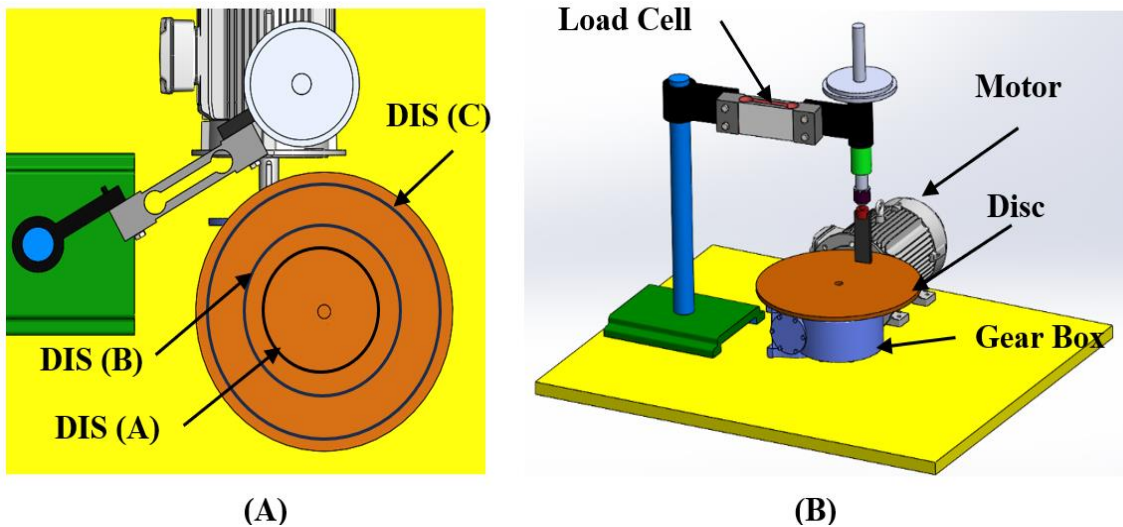 DIS (C)
DIS (B)
DIS (A)
(A)
Load Cell
Motor
Disc
Gear Box
(B)